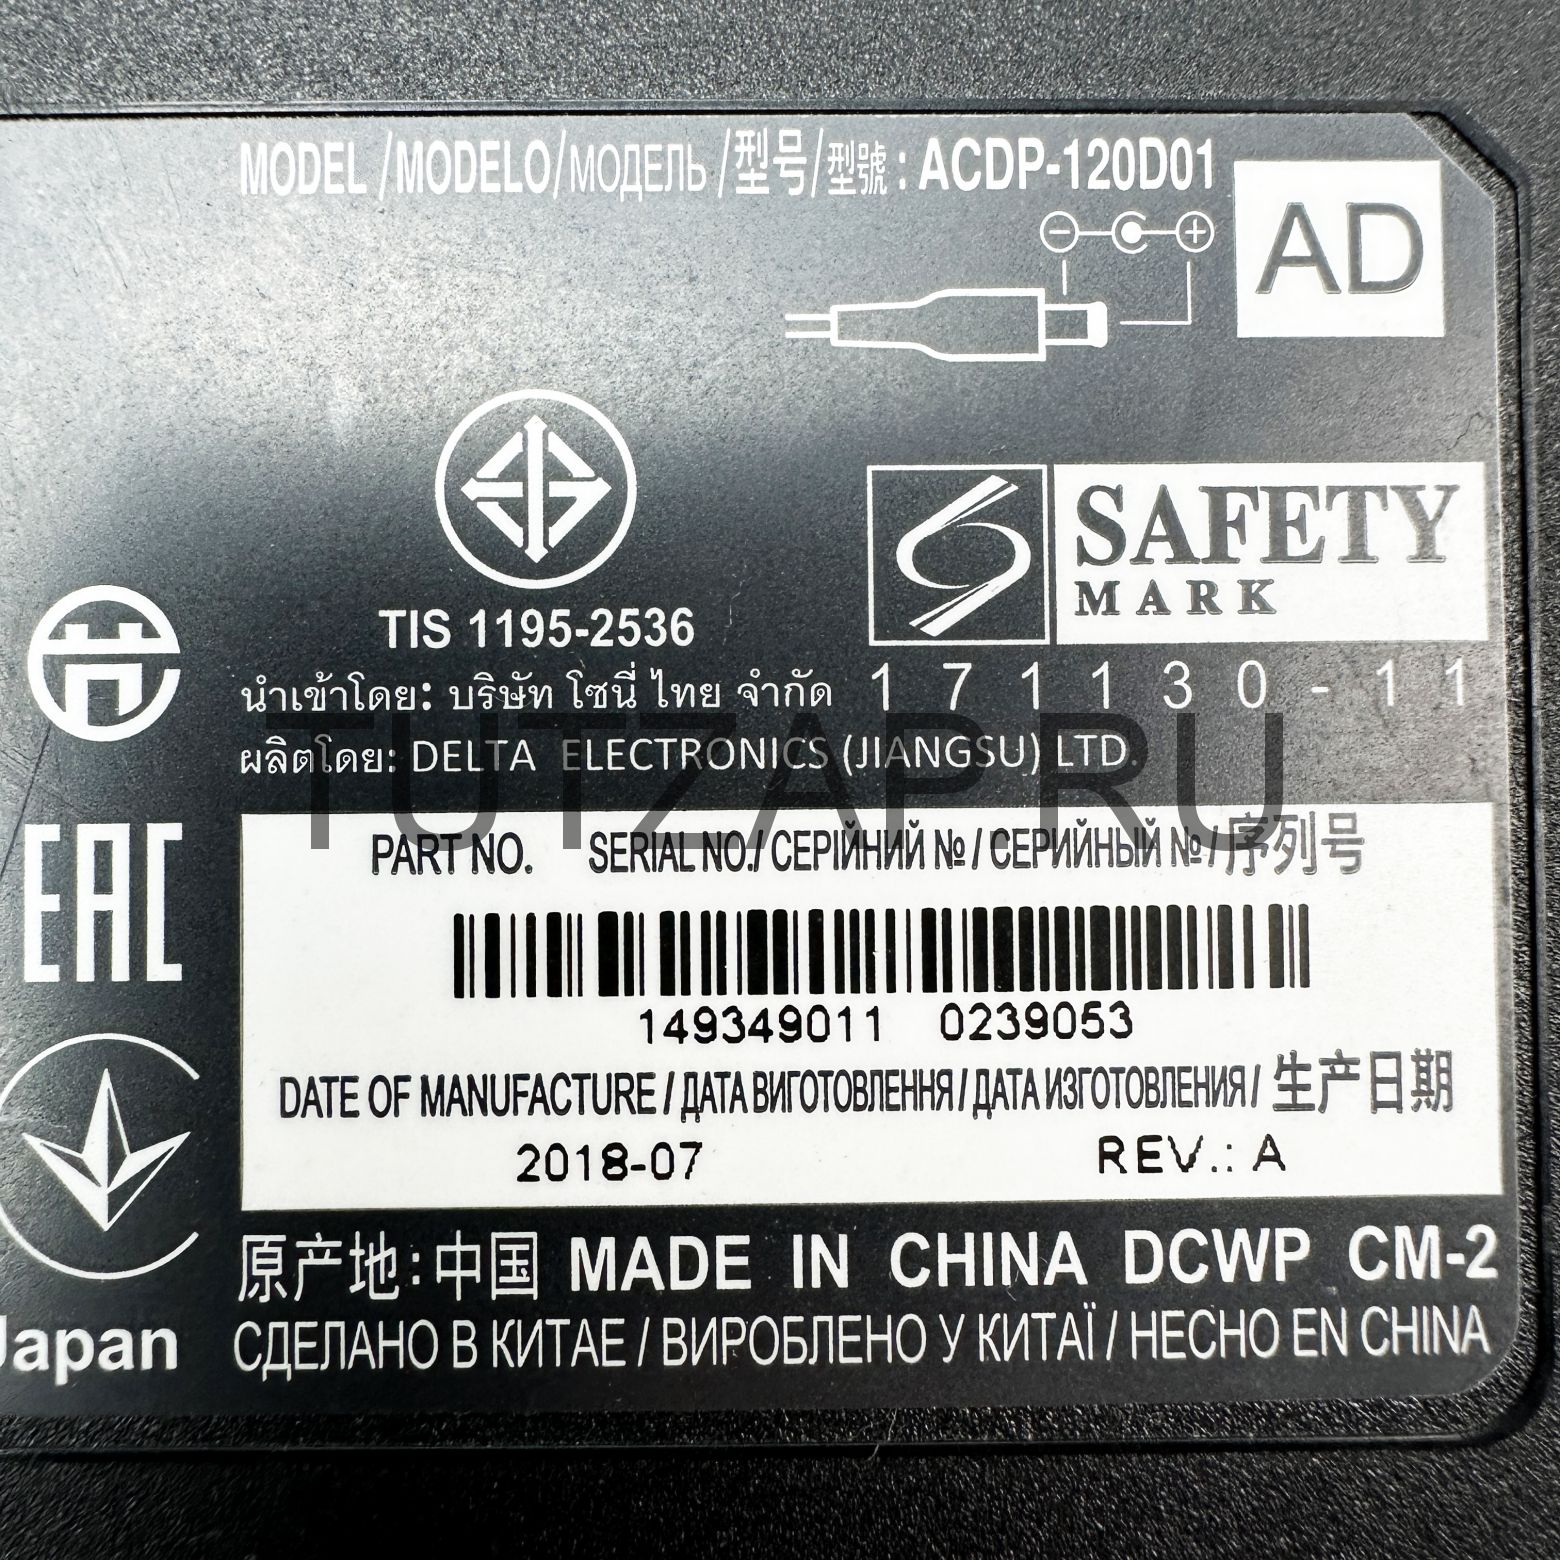 MODEL /MODELO/МОДЕЛЬ /型号/型號 : ACDP-120D01
AD
SAFETY
MARK
TIS 1195-2536
171130-11
นำเข้าโดย: บริษัท โซนี่ ไทย จำกัด
ผลิตโดย: DELTA ELECTRONICS (JIANGSU) LTD.
TUTZAP.RU
EAC
PART NO. SERIAL NO./ СЕРІЙНИЙ № / СЕРИЙНЫЙ № / 序列号
149349011 0239053
DATE OF MANUFACTURE / ДАТА ВИГОТОВЛЕННЯ / ДАТА ИЗГОТОВЛЕНИЯ / 生产日期
2018-07 REV.: A
原产地:中国 MADE IN CHINA DCWP CM-2
Japan
СДЕЛАНО В КИТАЕ / ВИРОБЛЕНО У КИТАЇ / HECHO EN CHINA